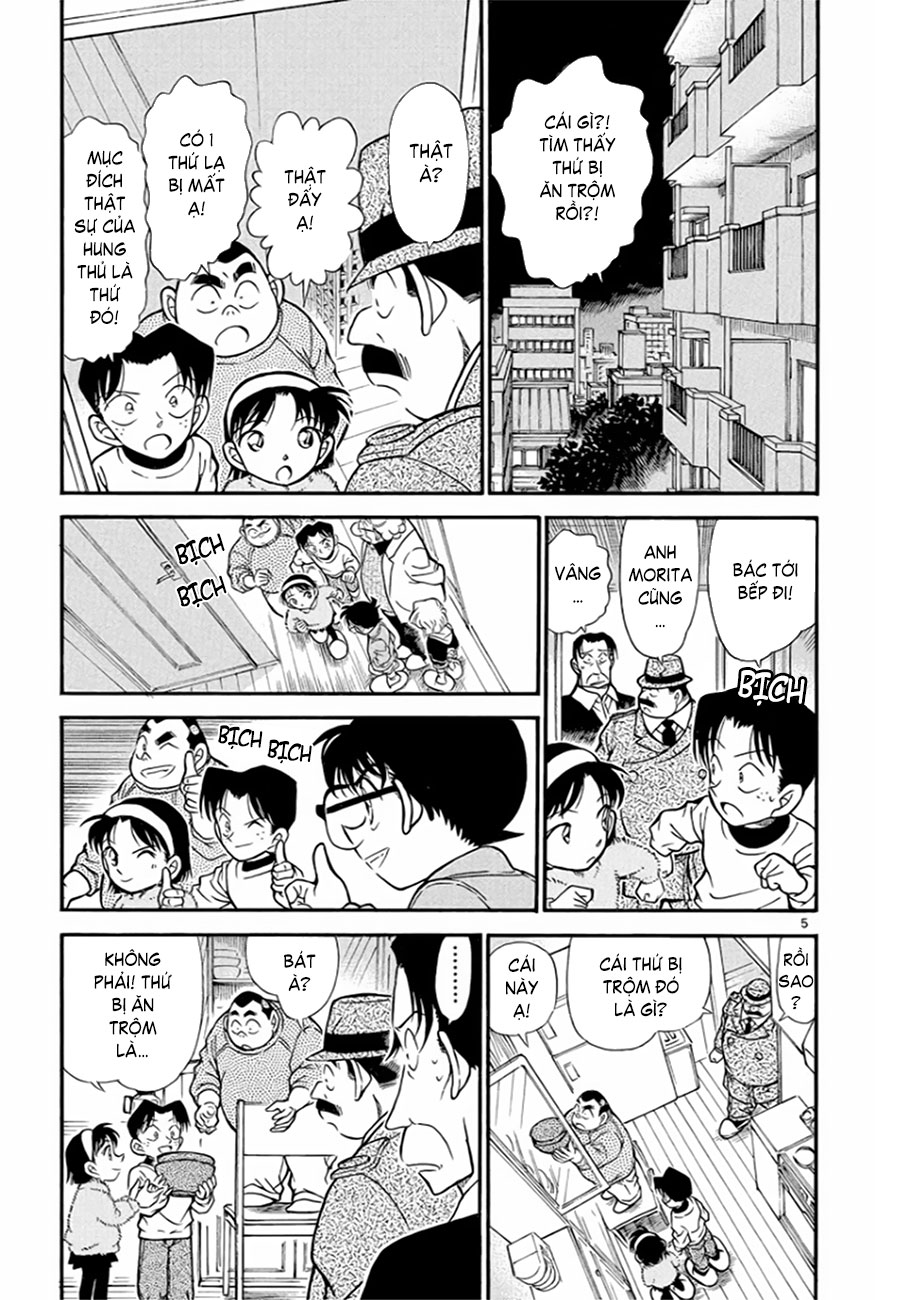 CÁI GÌ?!
TÌM THẤY
THỨ BỊ
ĂN TRỘM
RỒI?!
THẬT
À?
THẬT
ĐẤY
Ạ!
CÓ 1
THỨ LẠ
BỊ MẤT
Ạ!
MỤC
ĐÍCH
THẬT
SỰ CỦA
HUNG
THỦ LÀ
THỨ
ĐÓ!
BÁC TỚI
BẾP ĐI!
ANH
MORITA
CŨNG
...
VÂNG
...
BỊCH
BỊCH
BỊCH
BỊCH
BỊCH
5
RỒI
SAO
?
CÁI THỨ BỊ
TRỘM ĐÓ
LÀ GÌ?
CÁI
NÀY
Ạ!
.........
BÁT
À?
KHÔNG
PHẢI! THỨ
BỊ ĂN
TRỘM
LÀ...